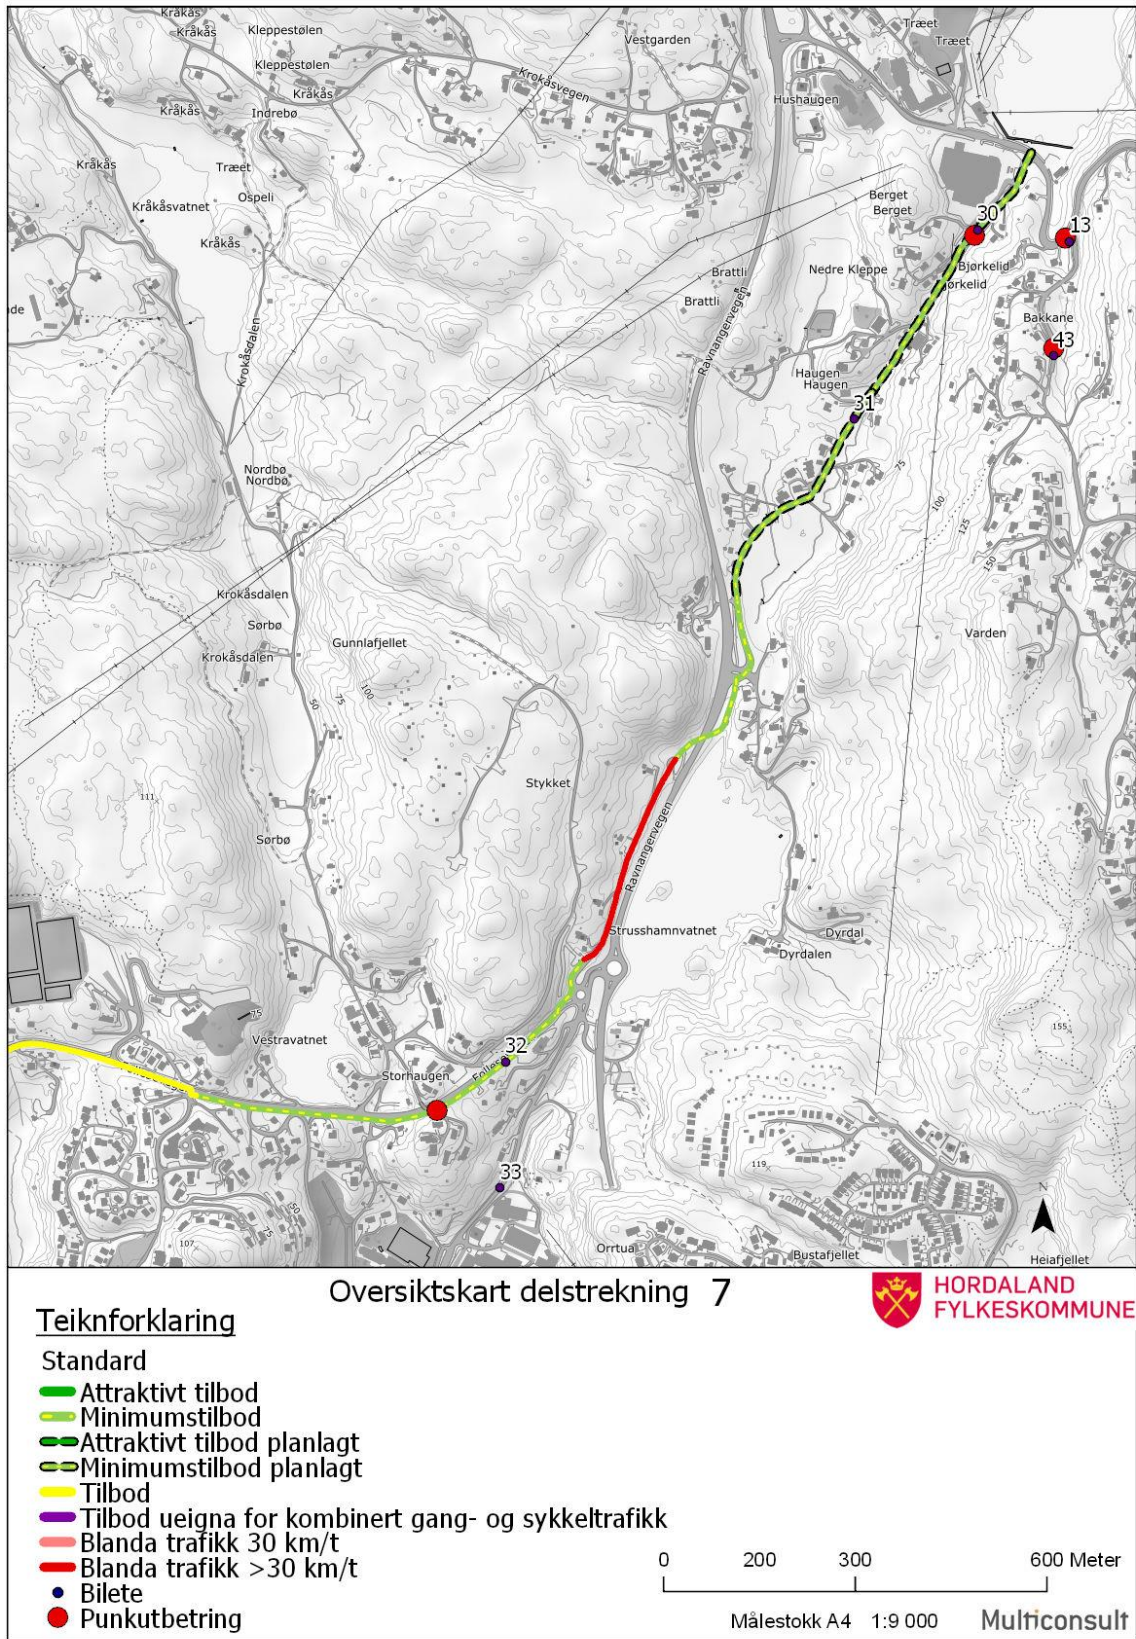 Kråkås
Kråkås
Kleppestølen
Kleppestølen
Kråkås
Kråkås
Indrebø
Krokåsvegen
Vestgarden
Træet
Træet
Hushaugen
Kråkås
Træet
Ospeli
Kråkåsvatnet
Kråkås
Krokåsdalen
Berget
Berget
30
13
Bjørkelid
jørkelid
Nedre Kleppe
Brattli
Brattli
Ravnangervegen
Bakkane
43
nde
Haugen
Haugen
31
75
100
125
150
Nordbø
Nordbø
Krokåsdalen
Sørbø
Krokåsdalen
Gunnlafjellet
100
75
50
Varden
111
Stykket
Sørbø
Ravnangervegen
Strusshamnvatnet
Dyrdal
Dyrdalen
75
Vestravatnet
Storhaugen
32
155
33
119
50
75
107
Orrtua
Bustafjellet
N
Heiafjellet
Oversiktskart delstrekning 7
HORDALAND
FYLKESKOMMUNE
Teiknforklaring
Standard
Attraktivt tilbod
Minimumstilbod
Attraktivt tilbod planlagt
Minimumstilbod planlagt
Tilbod
Tilbod ueigna for kombinert gang- og sykkeltrafikk
Blanda trafikk 30 km/t
Blanda trafikk >30 km/t
Bilete
Punkutbetring
0 200 300 600 Meter
Målestokk A4 1:9 000
Multiconsult